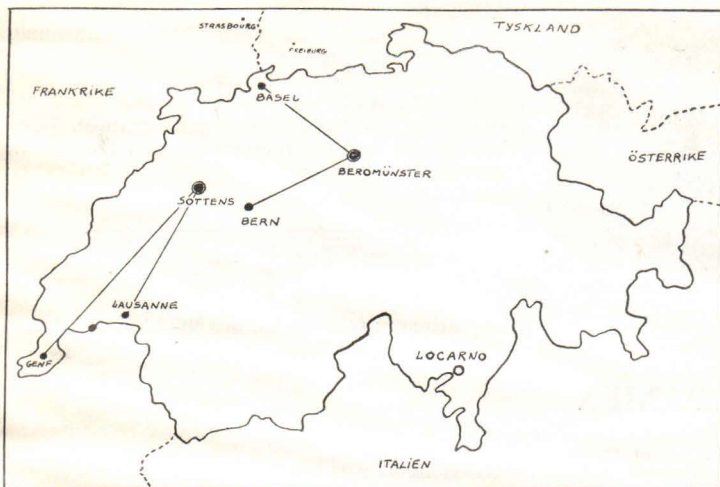 STRASBOURG
TYSKLAND
FREIBURG
FRANKRIKE
BASEL
BEROMÜNSTER
ÖSTERRIKE
SOTTENS
BERN
LAUSANNE
LOCARNO
GENF
ITALIEN